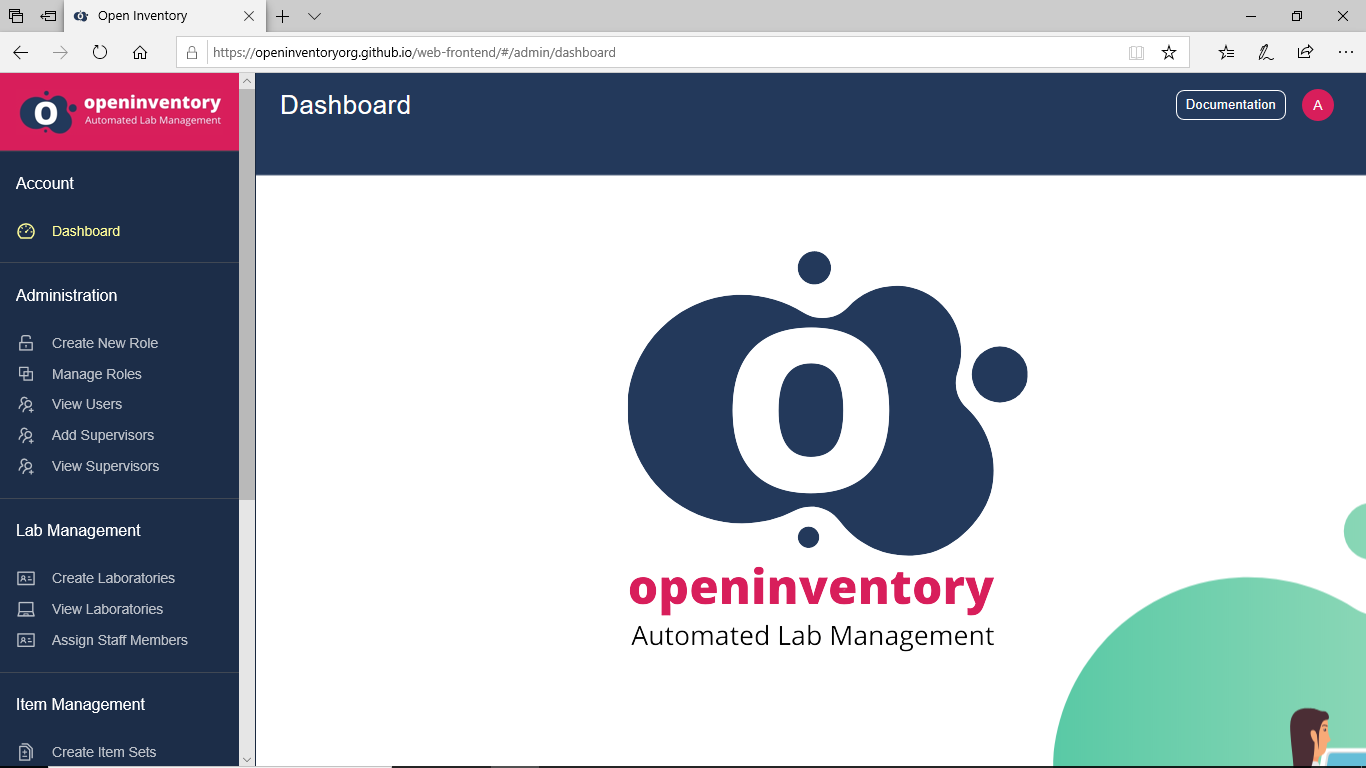 Open Inventory
https://openinventoryorg.github.io/web-frontend/#/admin/dashboard
openinventory
Automated Lab Management
Dashboard
Documentation
A
Account
Dashboard
Administration
Create New Role
Manage Roles
View Users
Add Supervisors
View Supervisors
Lab Management
Create Laboratories
View Laboratories
Assign Staff Members
Item Management
Create Item Sets
openinventory
Automated Lab Management